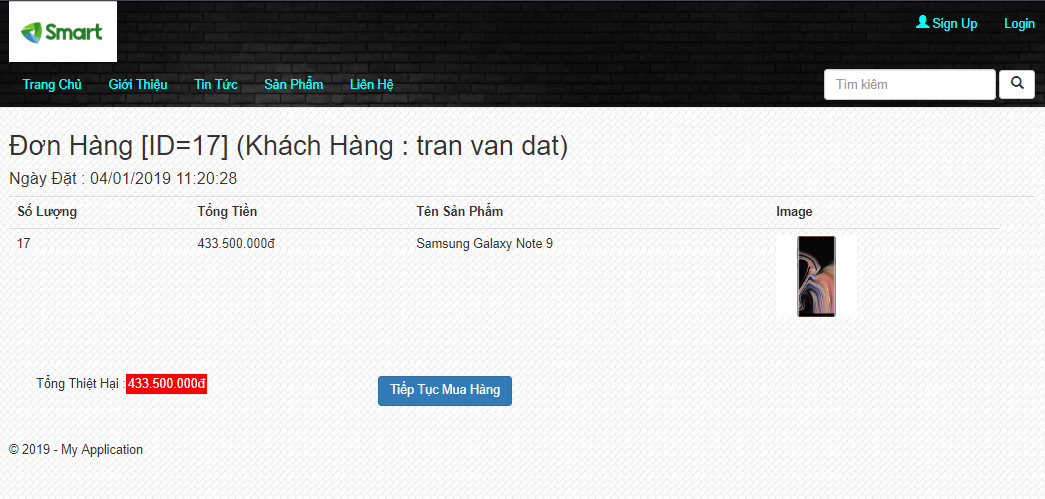 Smart
Sign Up Login
Trang Chủ Giới Thiệu Tin Tức Sản Phẩm Liên Hệ Tìm kiếm
Đơn Hàng [ID=17] (Khách Hàng : tran van dat)
Ngày Đặt : 04/01/2019 11:20:28
Số Lượng Tổng Tiền Tên Sản Phẩm Image
17 433.500.000đ Samsung Galaxy Note 9
Tổng Thiệt Hại : 433.500.000đ Tiếp Tục Mua Hàng
© 2019 - My Application